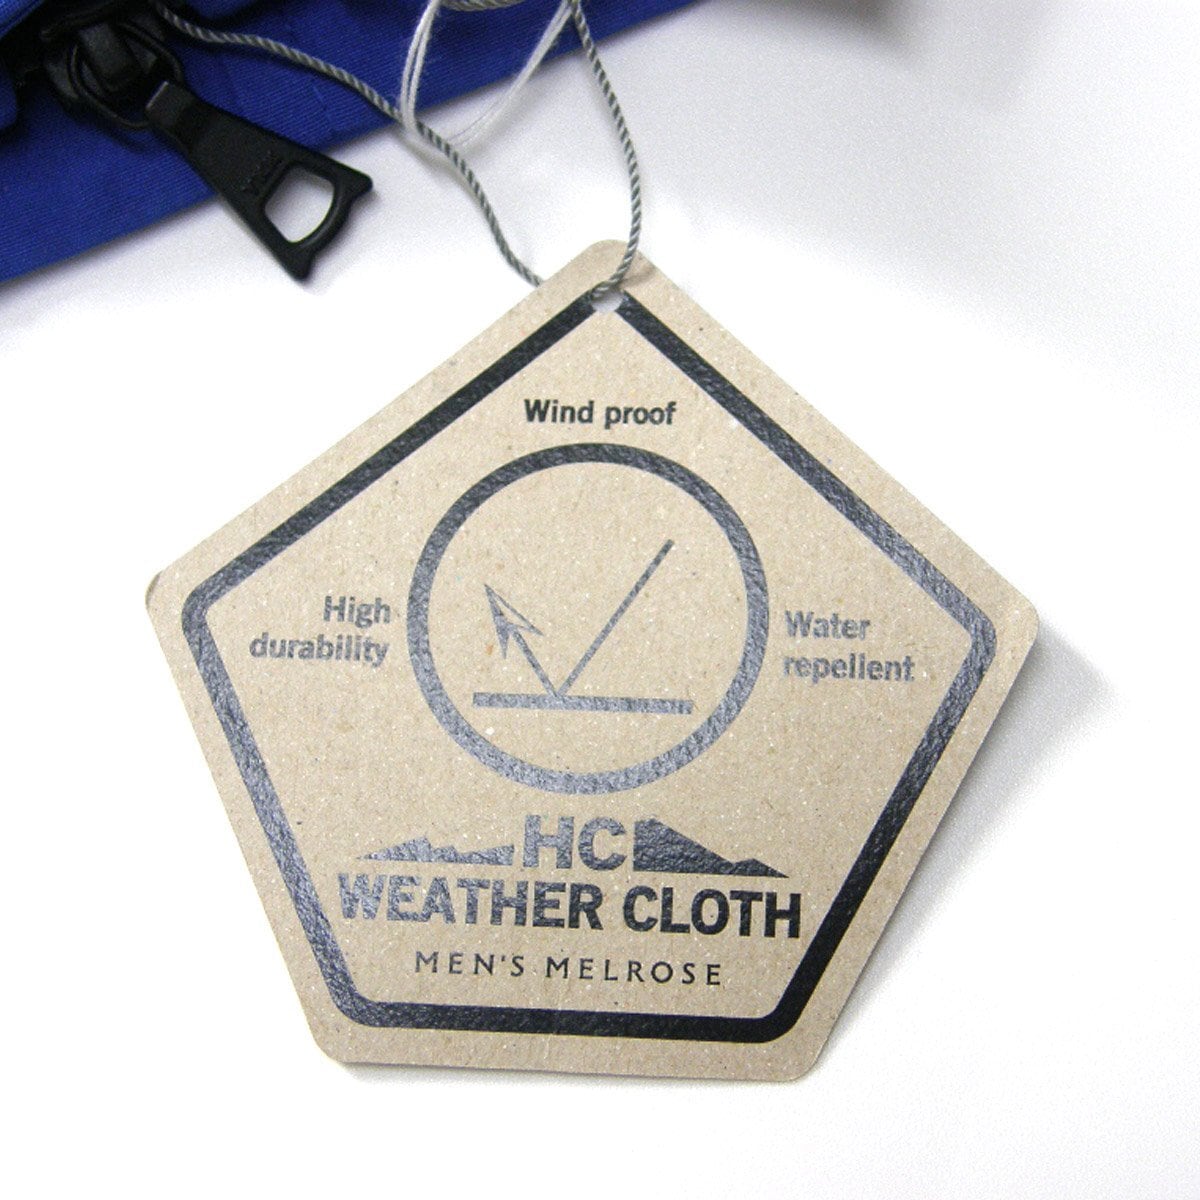 Wind proof
High
durability
Water
repellent
HC
WEATHER CLOTH
MEN'S MELROSE